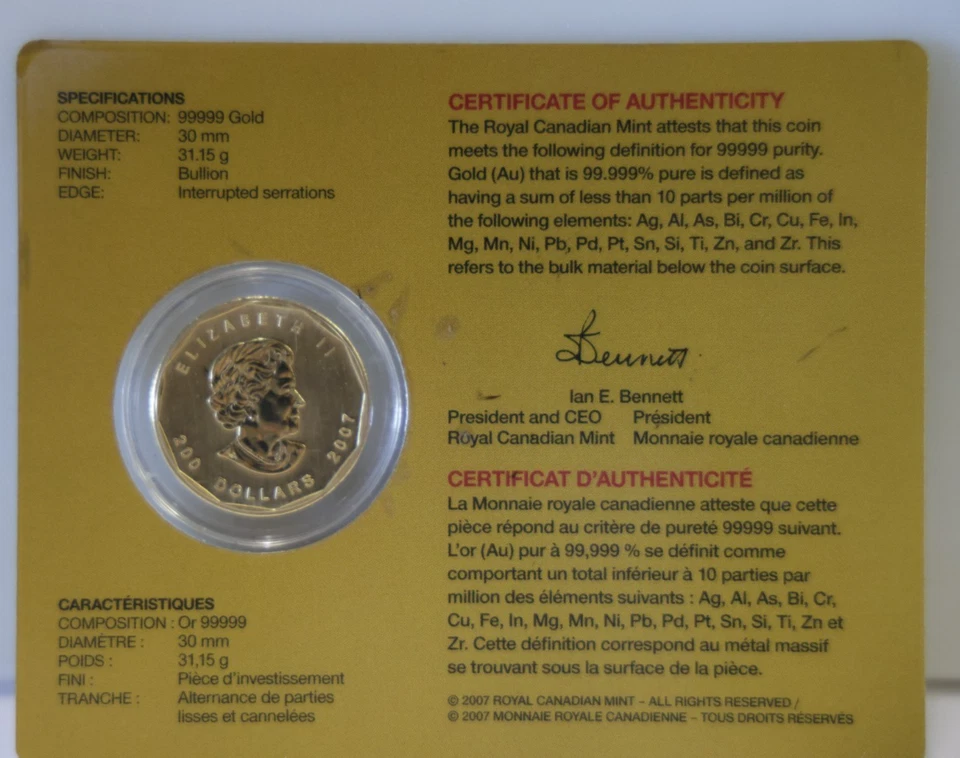 SPECIFICATIONS
COMPOSITION: 99999 Gold
DIAMETER: 30 mm
WEIGHT: 31.15 g
FINISH: Bullion
EDGE: Interrupted serrations
ELIZABETH II
200 DOLLARS 2007
CARACTÉRISTIQUES
COMPOSITION : Or 99999
DIAMÈTRE : 30 mm
POIDS : 31,15 g
FINI : Pièce d'investissement
TRANCHE : Alternance de parties
lisses et cannelées
CERTIFICATE OF AUTHENTICITY
The Royal Canadian Mint attests that this coin
meets the following definition for 99999 purity.
Gold (Au) that is 99.999% pure is defined as
having a sum of less than 10 parts per million of
the following elements: Ag, Al, As, Bi, Cr, Cu, Fe, In,
Mg, Mn, Ni, Pb, Pd, Pt, Sn, Si, Ti, Zn, and Zr. This
refers to the bulk material below the coin surface.
Bennett
Ian E. Bennett
President and CEO Président
Royal Canadian Mint Monnaie royale canadienne
CERTIFICAT D'AUTHENTICITÉ
La Monnaie royale canadienne atteste que cette
pièce répond au critère de pureté 99999 suivant.
L'or (Au) pur à 99,999 % se définit comme
comportant un total inférieur à 10 parties par
million des éléments suivants : Ag, Al, As, Bi, Cr,
Cu, Fe, In, Mg, Mn, Ni, Pb, Pd, Pt, Sn, Si, Ti, Zn et
Zr. Cette définition correspond au métal massif
se trouvant sous la surface de la pièce.
© 2007 ROYAL CANADIAN MINT – ALL RIGHTS RESERVED /
© 2007 MONNAIE ROYALE CANADIENNE – TOUS DROITS RÉSERVÉS